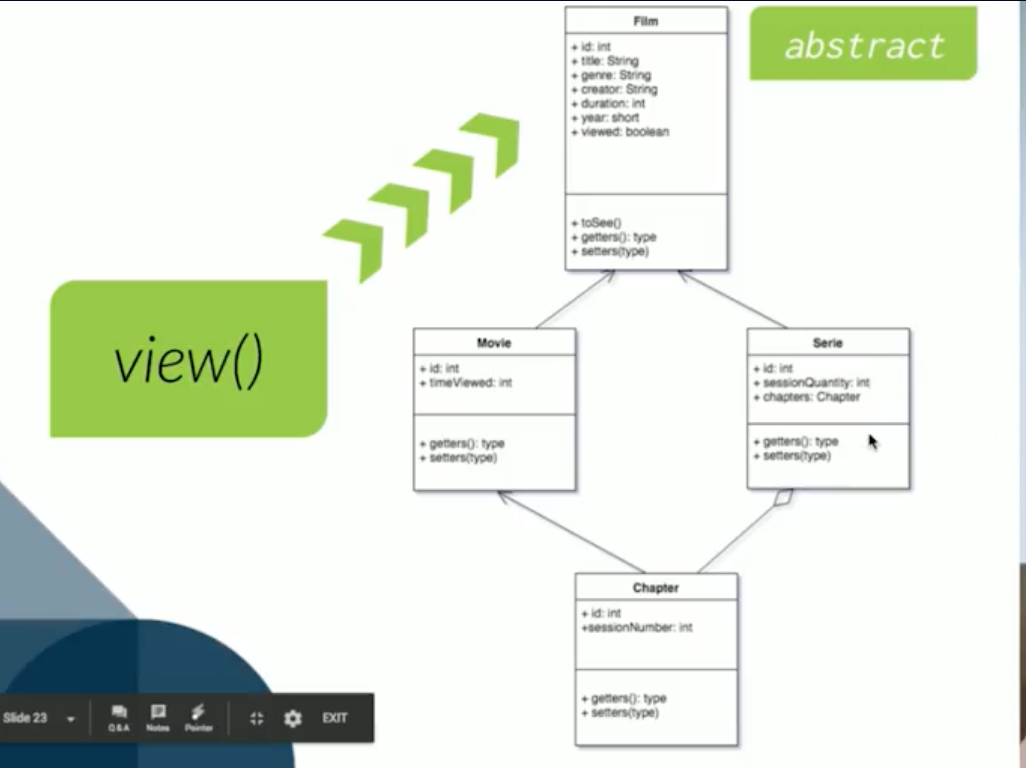 Film
+ id: int
+ title: String
+ genre: String
+ creator: String
+ duration: int
+ year: short
+ viewed: boolean
+ toSee()
+ getters(): type
+ setters(type)
abstract
view()
Movie
+ id: int
+ timeViewed: int
+ getters(): type
+ setters(type)
Serie
+ id: int
+ sessionQuantity: int
+ chapters: Chapter
+ getters(): type
+ setters(type)
Chapter
+ id: int
+sessionNumber: int
+ getters(): type
+ setters(type)
Slide 23
Q&A
Notes
Pointer
EXIT